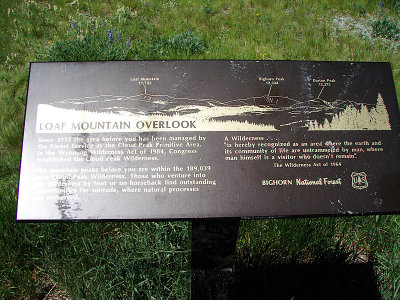 Loaf Mountain
Bighorn Peak
Darton Peak
LOAF MOUNTAIN OVERLOOK
Since 1932 the area before you has been managed by
the Forest Service as the Cloud Peak Primitive Area.
In the Wyoming Wilderness Act of 1984, Congress
established the Cloud Peak Wilderness.
The mountain peaks before you are within the 189,039
acre Cloud Peak Wilderness. Those who venture into
the wilderness by foot or on horseback find outstanding
opportunities for solitude, where natural processes
A Wilderness . . .
"is hereby recognized as an area where the earth and
its community of life are untrammeled by man, where
man himself is a visitor who doesn't remain".
The Wilderness Act of 1964
BIGHORN National Forest